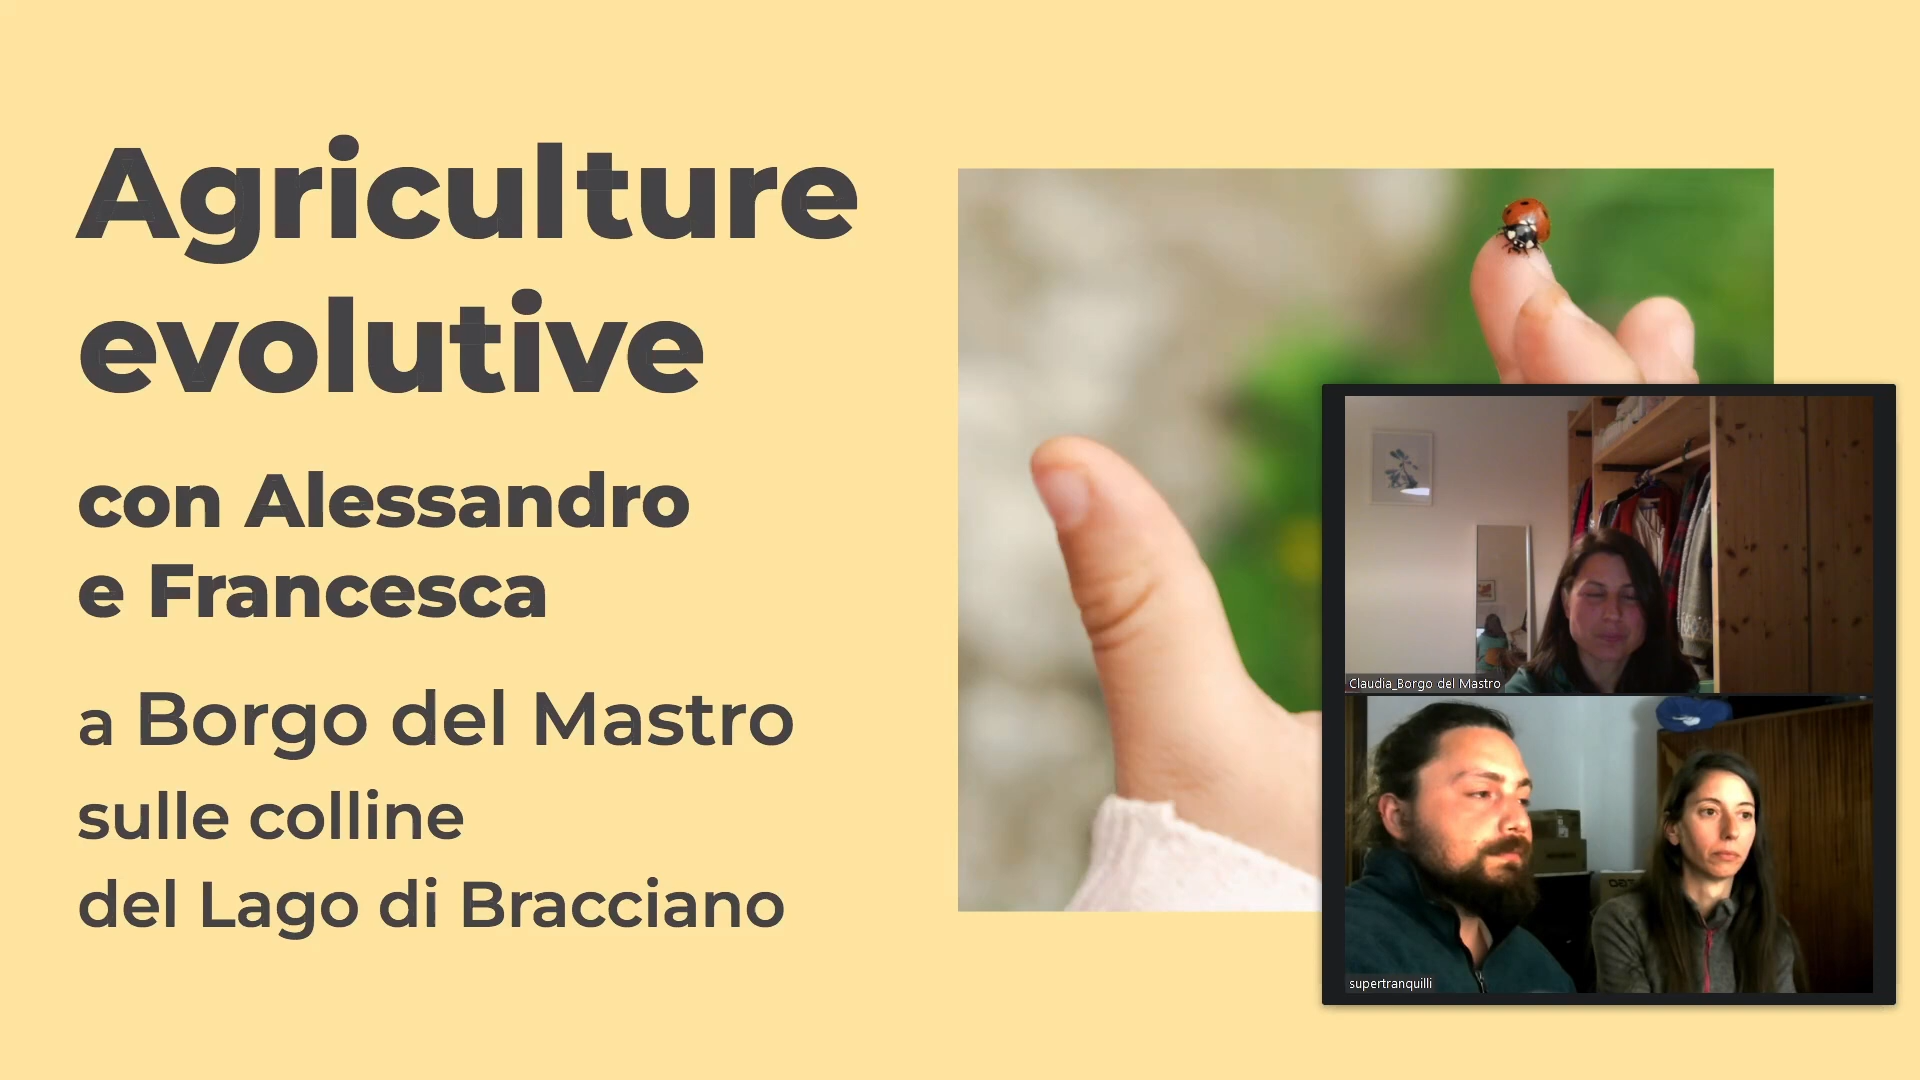 Agriculture
evolutive
con Alessandro
e Francesca
a Borgo del Mastro
sulle colline
del Lago di Bracciano
Claudia_Borgo del Mastro
supertranquilli